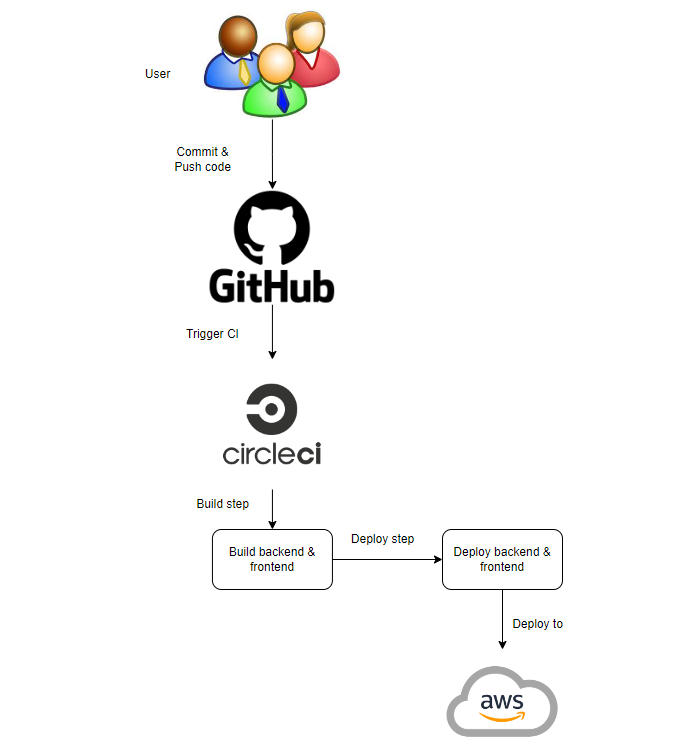 User
Commit &
Push code
GitHub
Trigger CI
circleci
Build step
Build backend &
frontend
Deploy step
Deploy backend &
frontend
Deploy to
aws